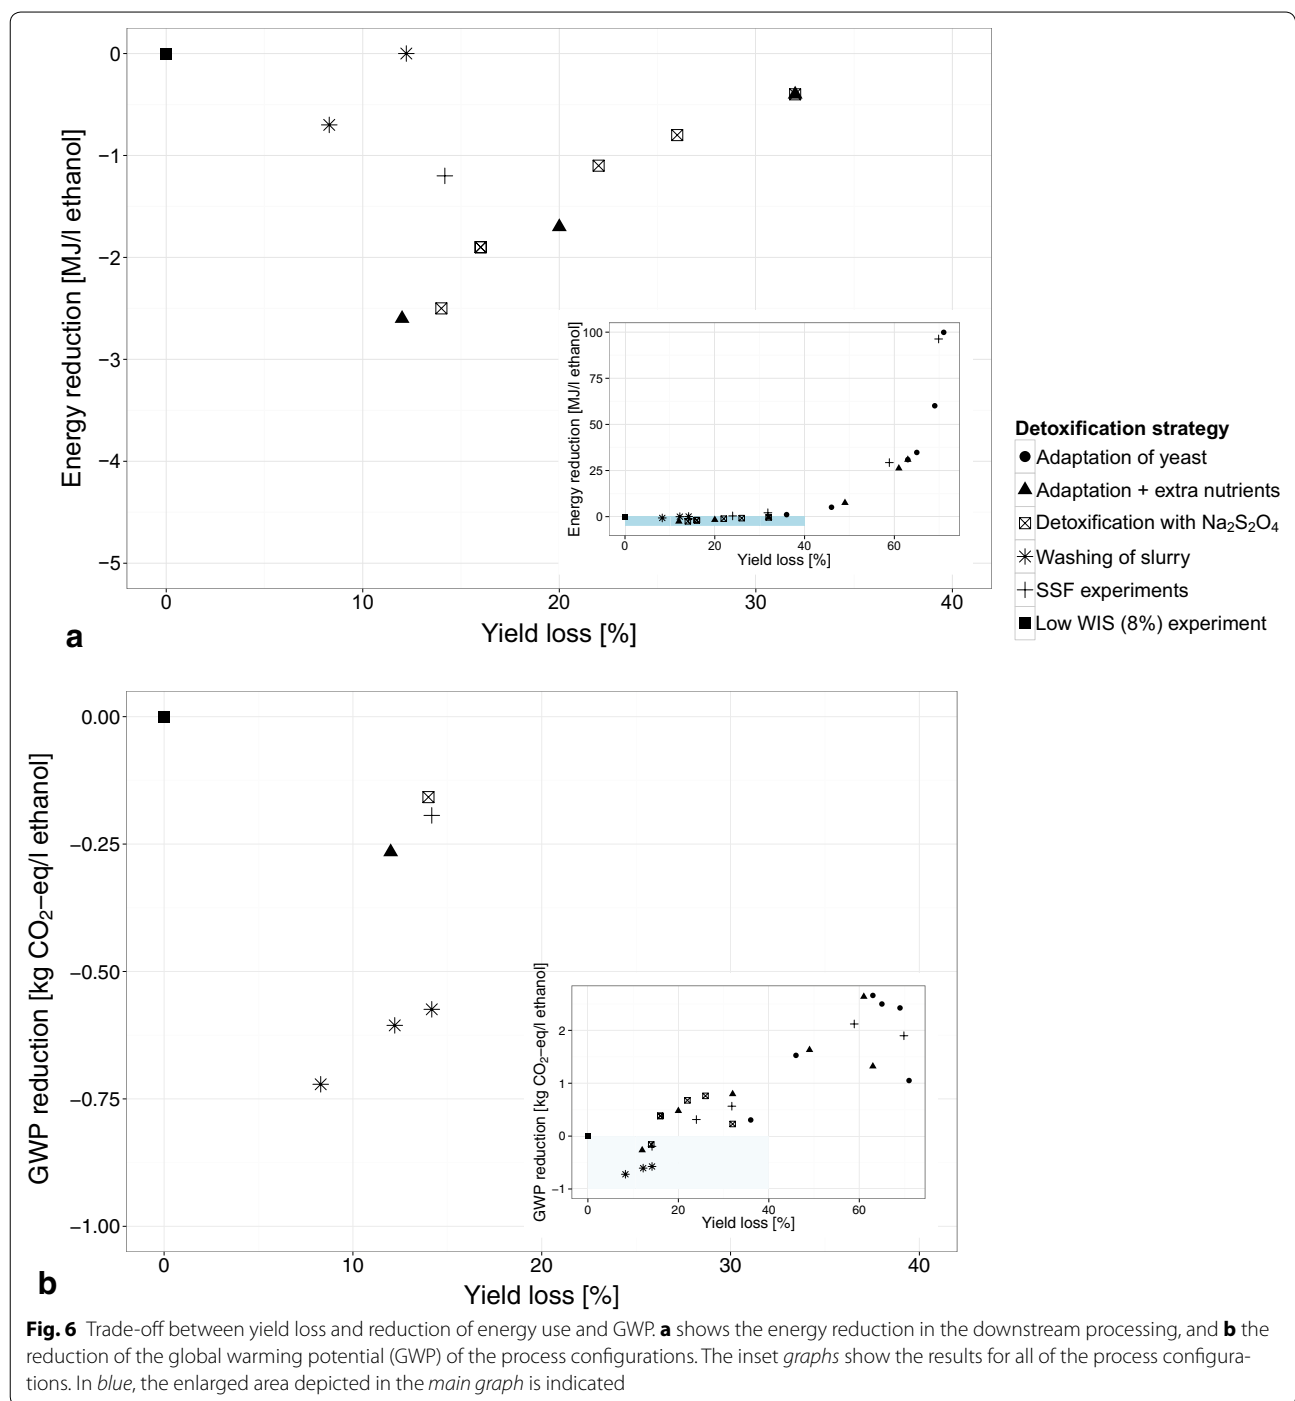 0
−1
−2
−3
−4
−5
Energy reduction [MJ/l ethanol]
0 10 20 30 40
Yield loss [%]
a
100
75
50
25
0
Energy reduction [MJ/l ethanol]
0 20 40 60
Yield loss [%]
Detoxification strategy
Adaptation of yeast
Adaptation + extra nutrients
Detoxification with Na₂S₂O₄
Washing of slurry
SSF experiments
Low WIS (8%) experiment
0.00
−0.25
−0.50
−0.75
−1.00
GWP reduction [kg CO₂−eq/l ethanol]
0 10 20 30 40
Yield loss [%]
b
2
1
0
−1
GWP reduction [kg CO₂−eq/l ethanol]
0 20 40 60
Yield loss [%]
Fig. 6 Trade-off between yield loss and reduction of energy use and GWP. a shows the energy reduction in the downstream processing, and b the
reduction of the global warming potential (GWP) of the process configurations. The inset graphs show the results for all of the process configura-
tions. In blue, the enlarged area depicted in the main graph is indicated